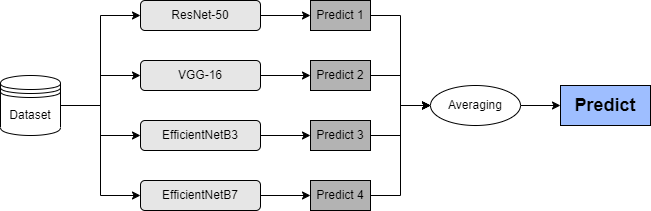 ResNet-50
Predict 1
VGG-16
Predict 2
Dataset
Averaging
Predict
EfficientNetB3
Predict 3
EfficientNetB7
Predict 4